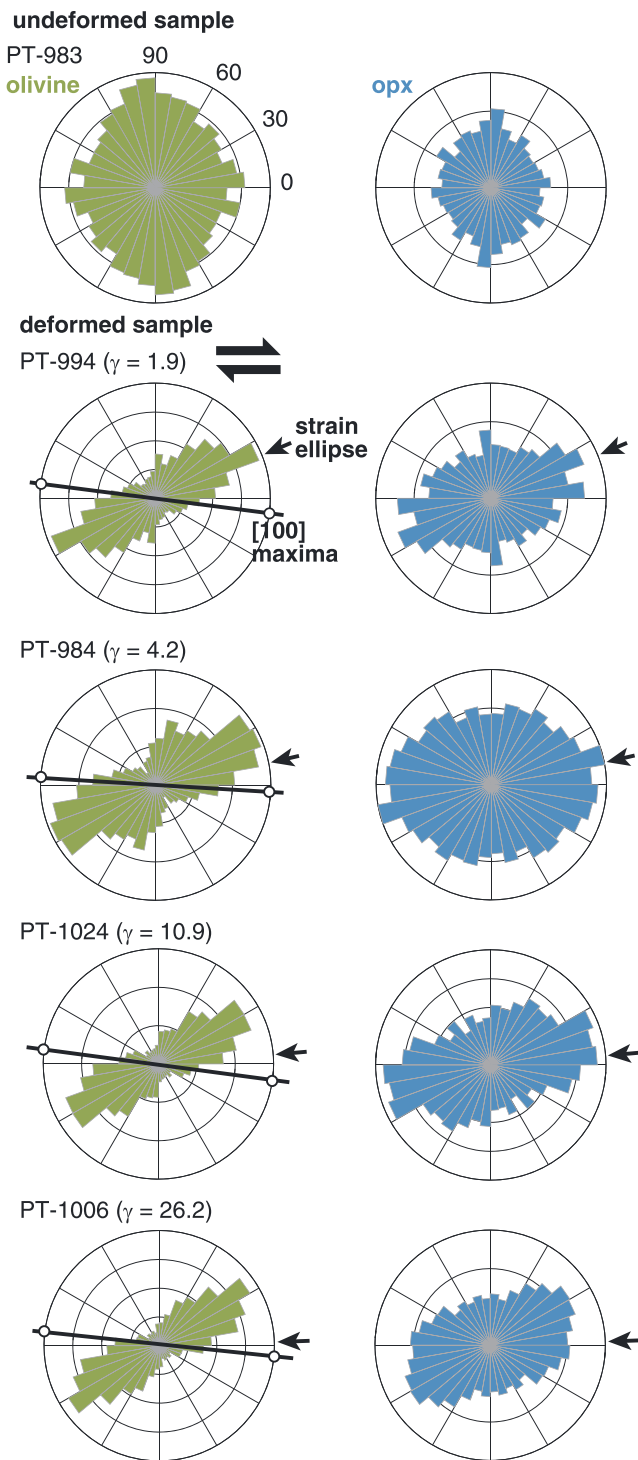 undeformed sample
PT-983
olivine
90
60
30
0
opx
deformed sample
PT-994 (γ = 1.9)
strain
ellipse
[100]
maxima
PT-984 (γ = 4.2)
PT-1024 (γ = 10.9)
PT-1006 (γ = 26.2)